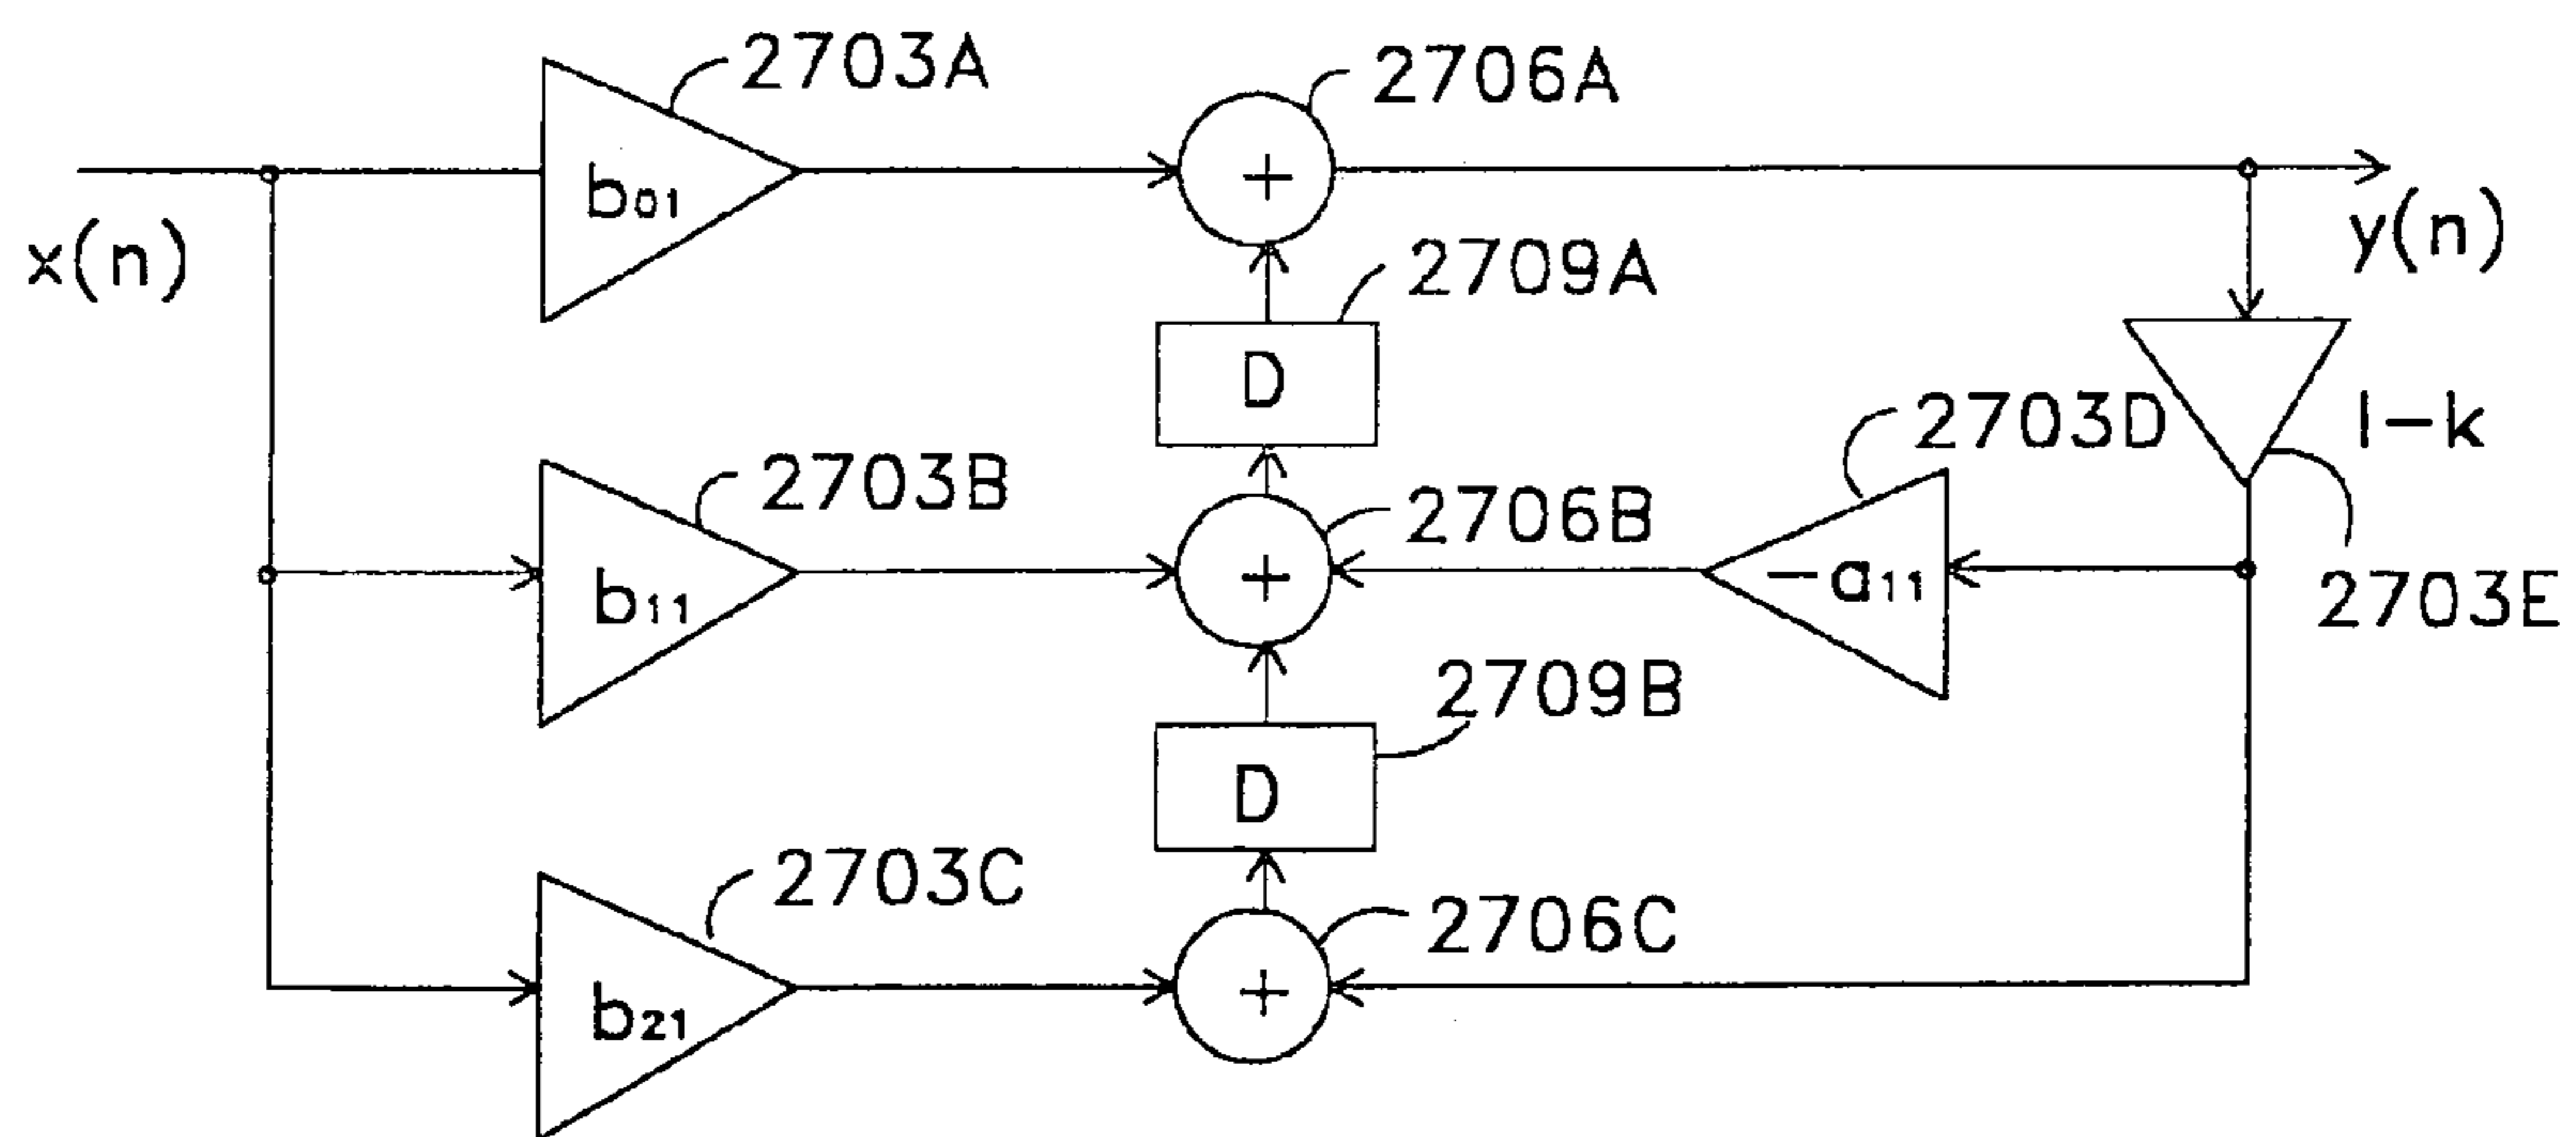 2703A
2706A
b01
+
x(n)
y(n)
2709A
D
2703D
1-k
2703B
2706B
b11
+
-a11
2703E
2709B
D
2703C
2706C
b21
+